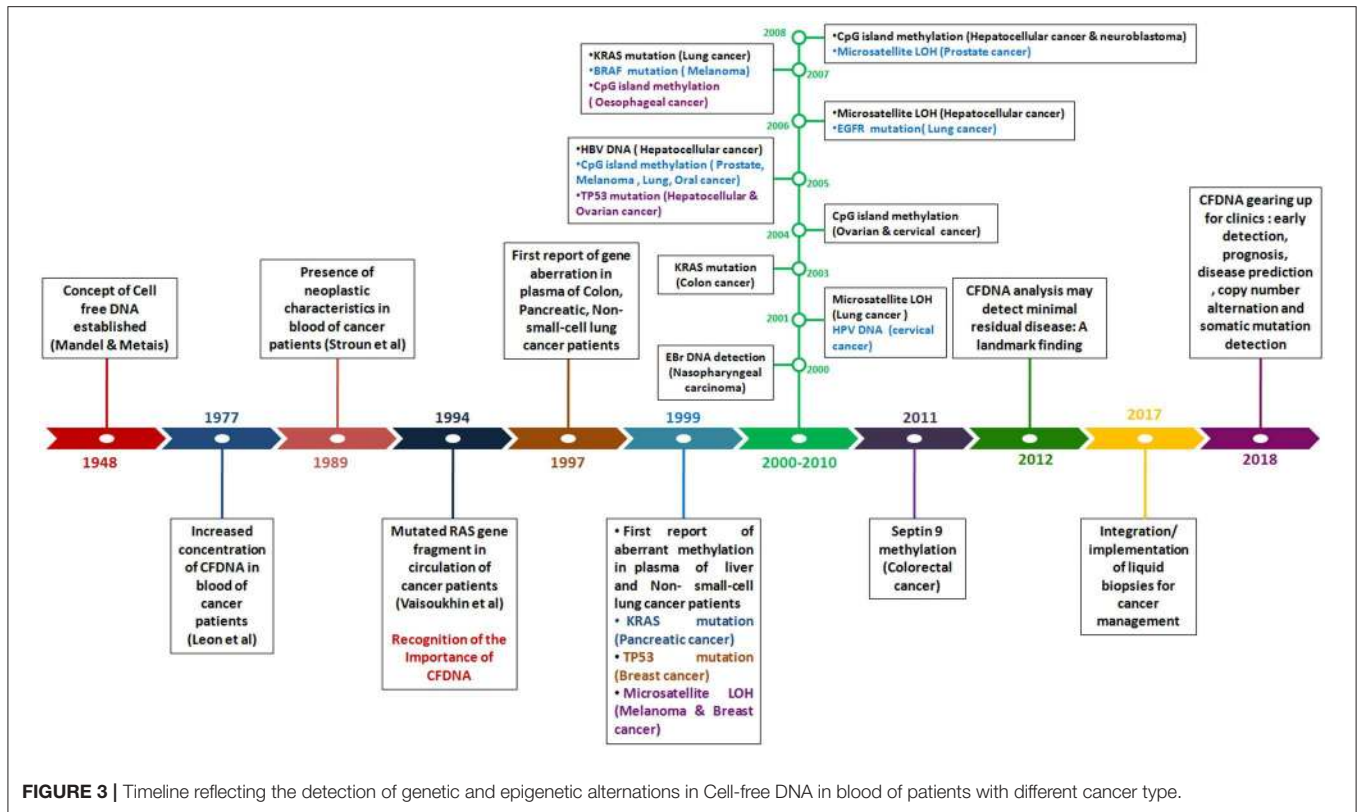 2008
•CpG island methylation (Hepatocellular cancer & neuroblastoma)
•Microsatellite LOH (Prostate cancer)
•KRAS mutation (Lung cancer)
•BRAF mutation ( Melanoma)
•CpG island methylation
( Oesophageal cancer)
2007
2006
•Microsatellite LOH (Hepatocellular cancer)
•EGFR mutation( Lung cancer)
•HBV DNA ( Hepatocellular cancer)
•CpG island methylation ( Prostate,
Melanoma , Lung, Oral cancer)
•TP53 mutation (Hepatocellular &
Ovarian cancer)
2005
2004
CpG island methylation
(Ovarian & cervical cancer)
KRAS mutation
(Colon cancer)
2003
2001
Microsatellite LOH
(Lung cancer )
HPV DNA (cervical
cancer)
EBr DNA detection
(Nasopharyngeal
carcinoma)
2000
Concept of Cell
free DNA
established
(Mandel & Metais)
Presence of
neoplastic
characteristics in
blood of cancer
patients (Stroun et al)
First report of gene
aberration in
plasma of Colon,
Pancreatic, Non-
small-cell lung
cancer patients
CFDNA analysis may
detect minimal
residual disease: A
landmark finding
CFDNA gearing up
for clinics : early
detection,
prognosis,
disease prediction
, copy number
alternation and
somatic mutation
detection
1948
1977
1989
1994
1997
1999
2000-2010
2011
2012
2017
2018
Increased
concentration
of CFDNA in
blood of
cancer
patients
(Leon et al)
Mutated RAS gene
fragment in
circulation of
cancer patients
(Vaisoukhin et al)
Recognition of the
Importance of
CFDNA
• First report of
aberrant methylation
in plasma of liver
and Non- small-cell
lung cancer patients
• KRAS mutation
(Pancreatic cancer)
• TP53 mutation
(Breast cancer)
• Microsatellite LOH
(Melanoma & Breast
cancer)
Septin 9
methylation
(Colorectal
cancer)
Integration/
implementation
of liquid
biopsies for
cancer
management
FIGURE 3 | Timeline reflecting the detection of genetic and epigenetic alternations in Cell-free DNA in blood of patients with different cancer type.